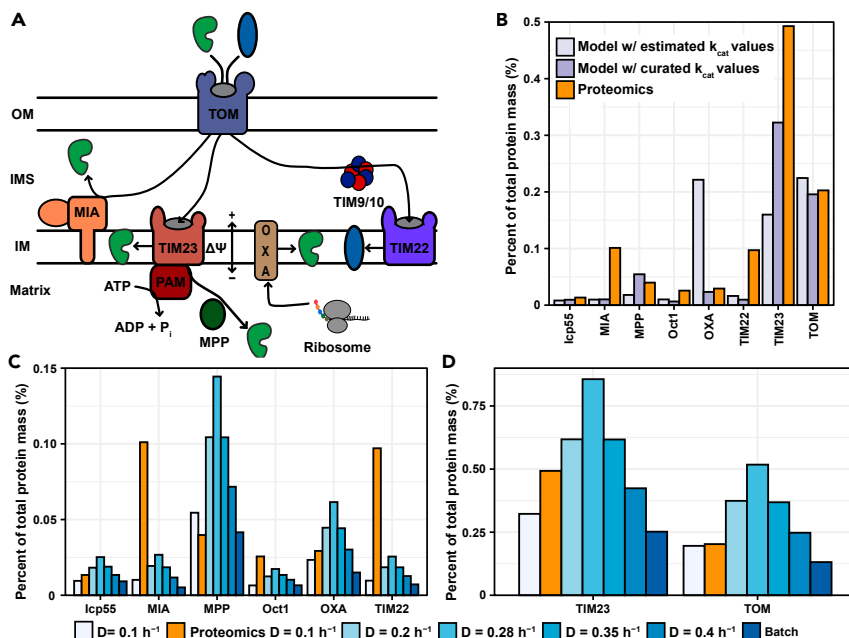 A
TOM
OM
IMS
MIA
TIM9/10
IM
TIM23
ΔΨ
+
−
O
X
A
TIM22
Matrix
PAM
ATP
ADP + Pi
MPP
Ribosome
B
Percent of total protein mass (%)
0.5
0.4
0.3
0.2
0.1
0.0
Model w/ estimated kcat values
Model w/ curated kcat values
Proteomics
Icp55
MIA
MPP
Oct1
OXA
TIM22
TIM23
TOM
C
Percent of total protein mass (%)
0.15
0.10
0.05
0
Icp55 MIA MPP Oct1 OXA TIM22
D
Percent of total protein mass (%)
0.75
0.50
0.25
0
TIM23 TOM
D= 0.1 h⁻¹ Proteomics D = 0.1 h⁻¹ D = 0.2 h⁻¹ D = 0.28 h⁻¹ D = 0.35 h⁻¹ D = 0.4 h⁻¹ Batch